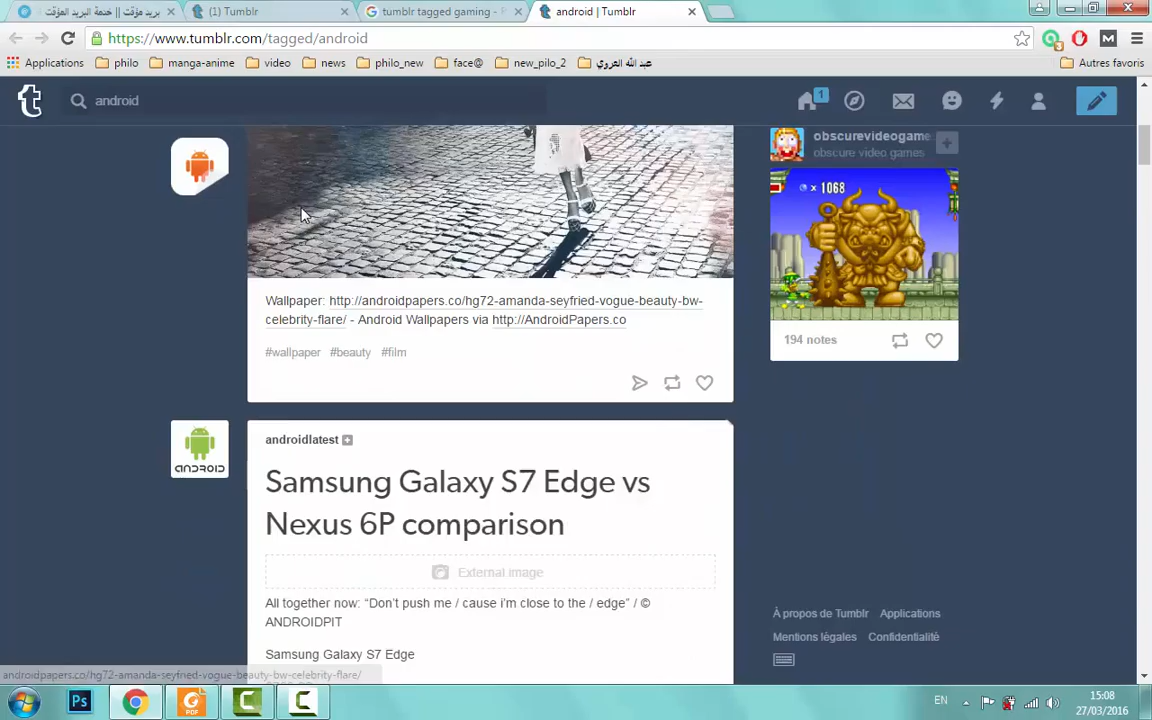 بريد مؤقت || خدمة البريد المؤقت
(1) Tumblr
tumblr tagged gaming - 
android | Tumblr
https://www.tumblr.com/tagged/android
Applications
philo
manga-anime
video
news
philo_new
face@
new_pilo_2
عبد الله العروي
Autres favoris
android
1
obscurevideogame
obscure video games
x 1068
194 notes
Wallpaper: http://androidpapers.co/hg72-amanda-seyfried-vogue-beauty-bw-
celebrity-flare/ - Android Wallpapers via http://AndroidPapers.co
#wallpaper #beauty #film
ANDROID
androidlatest
Samsung Galaxy S7 Edge vs
Nexus 6P comparison
External image
All together now: “Don’t push me / cause i’m close to the / edge” / ©
ANDROIDPIT
Samsung Galaxy S7 Edge
À propos de Tumblr Applications
Mentions légales Confidentialité
androidpapers.co/hg72-amanda-seyfried-vogue-beauty-bw-celebrity-flare/
Ps
PDF
EN
15:08
27/03/2016